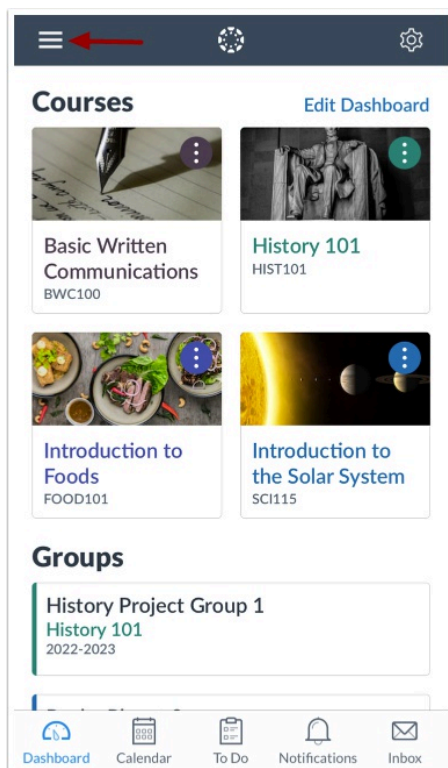 Courses
Edit Dashboard
Basic Written
Communications
BWC100
History 101
HIST101
Introduction to
Foods
FOOD101
Introduction to
the Solar System
SCI115
Groups
History Project Group 1
History 101
2022-2023
Dashboard
Calendar
To Do
Notifications
Inbox